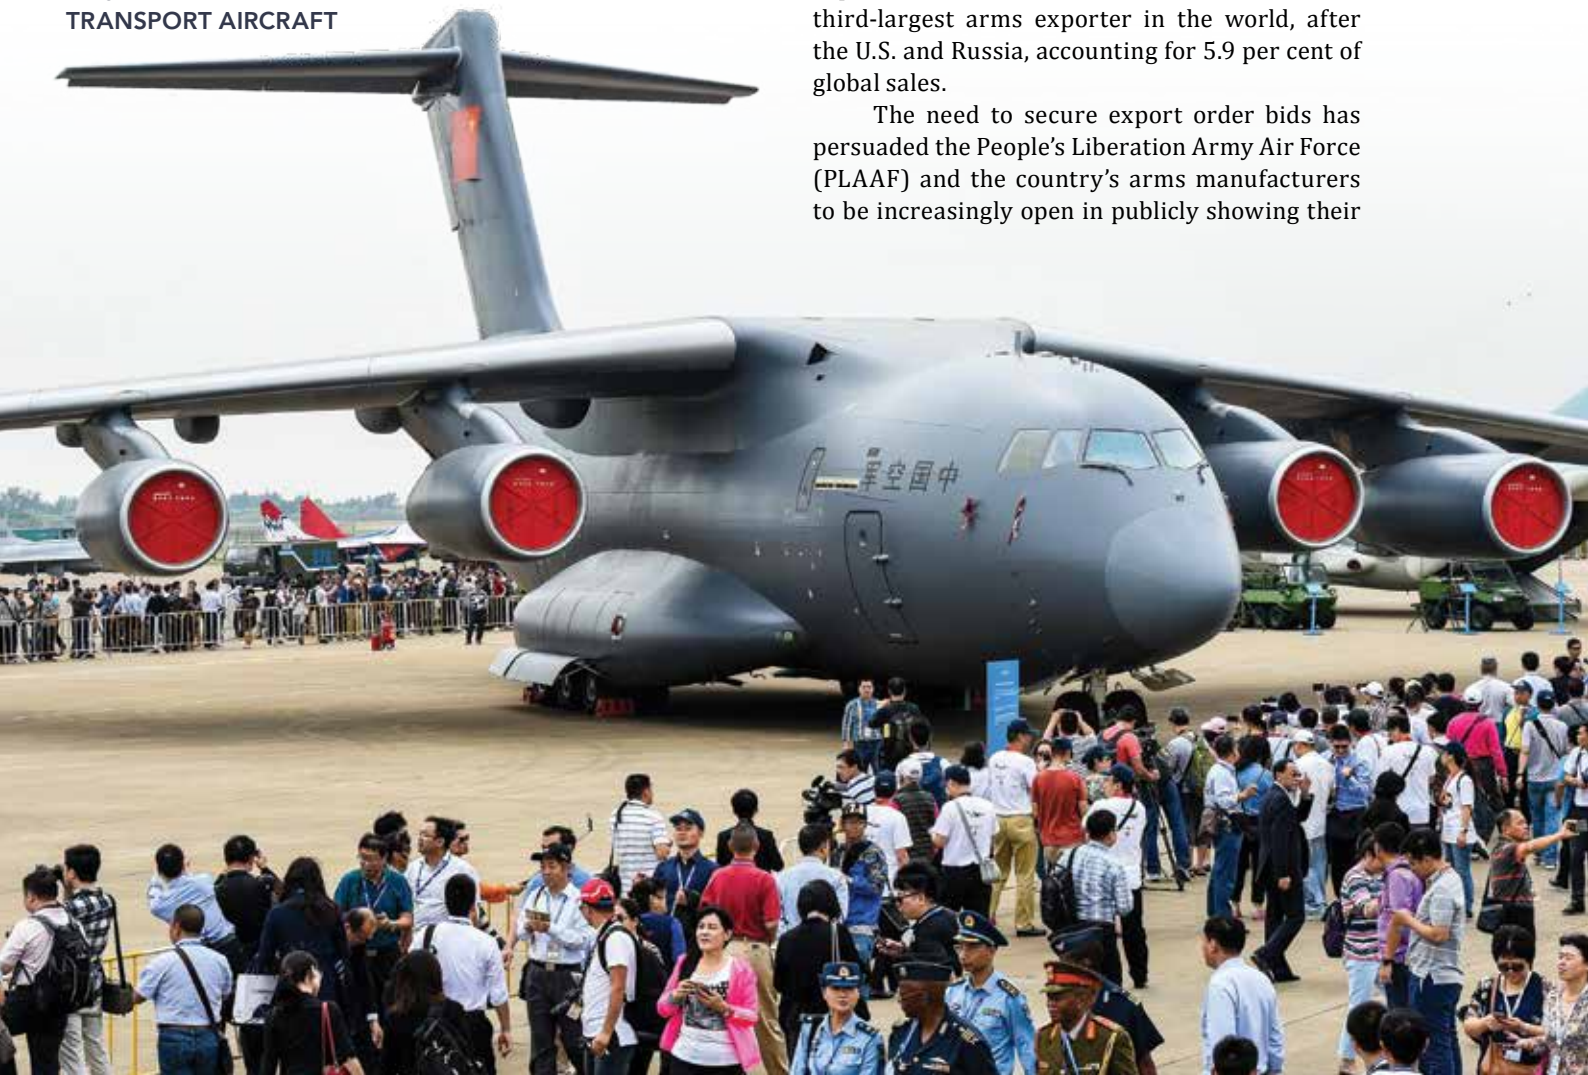 TRANSPORT AIRCRAFT
third-largest arms exporter in the world, after
the U.S. and Russia, accounting for 5.9 per cent of
global sales.
The need to secure export order bids has
persuaded the People’s Liberation Army Air Force
(PLAAF) and the country’s arms manufacturers
to be increasingly open in publicly showing their
軍空国中